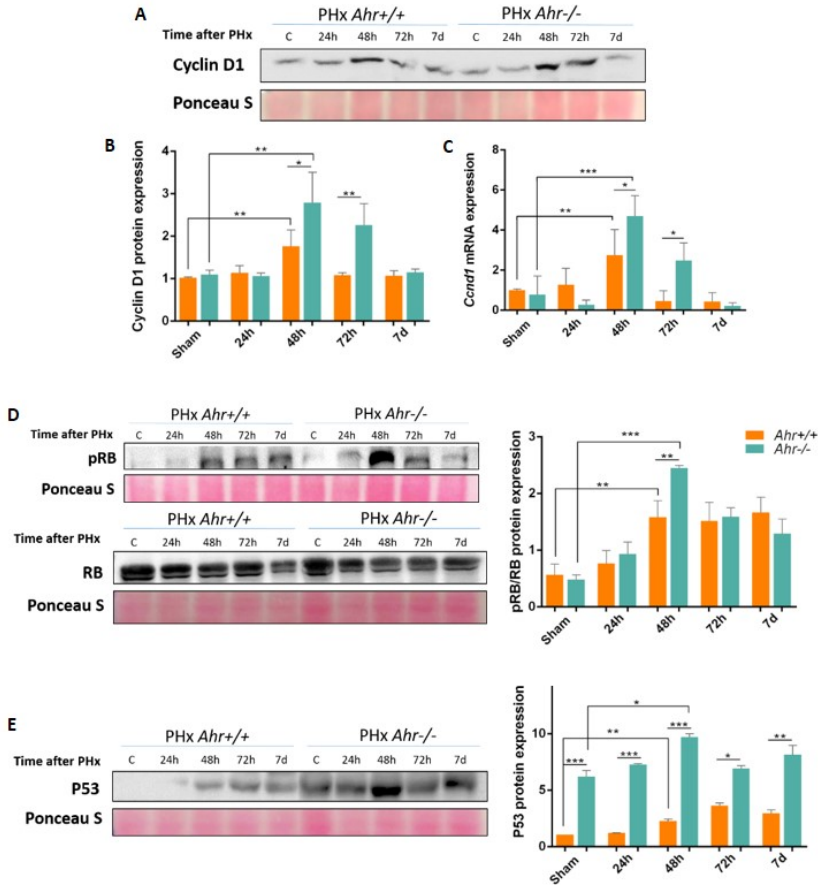 A
PHx Ahr+/+ PHx Ahr-/-
Time after PHx C 24h 48h 72h 7d C 24h 48h 72h 7d
Cyclin D1
Ponceau S
B
Cyclin D1 protein expression
4
3
2
1
0
**
**
*
**
Sham 24h 48h 72h 7d
C
Ccnd1 mRNA expression
8
6
4
2
0
***
**
*
*
Sham 24h 48h 72h 7d
D
PHx Ahr+/+ PHx Ahr-/-
Time after PHx C 24h 48h 72h 7d C 24h 48h 72h 7d
pRB
Ponceau S
PHx Ahr+/+ PHx Ahr-/-
Time after PHx C 24h 48h 72h 7d C 24h 48h 72h 7d
RB
Ponceau S
pRB/RB protein expression
3
2
1
0
***
**
**
Ahr+/+
Ahr-/-
Sham 24h 48h 72h 7d
E
PHx Ahr+/+ PHx Ahr-/-
Time after PHx C 24h 48h 72h 7d C 24h 48h 72h 7d
P53
Ponceau S
P53 protein expression
10
5
0
*
**
*** *** *** * **
Sham 24h 48h 72h 7d